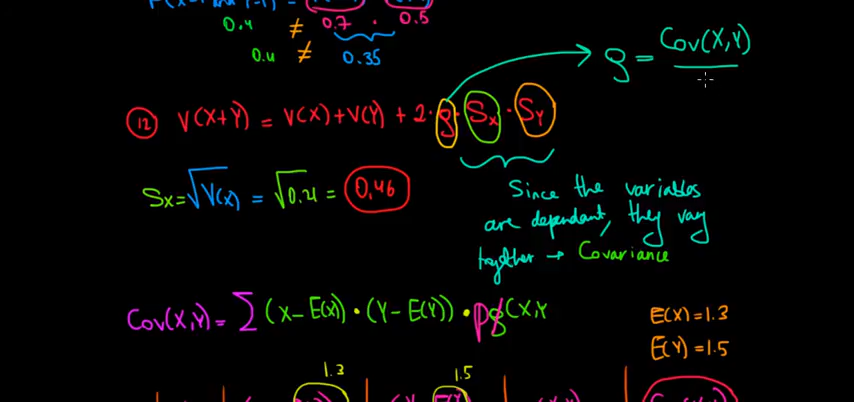 0.4 ≠ 0.7 · 0.5
0.4 ≠ 0.35
ρ = Cov(X,Y)
12 V(X+Y) = V(X) + V(Y) + 2 · ρ · Sx · SY
Sx = √V(x) = √0.21 = 0,46
Since the variables
are dependant, they vary
together → Covariance
Cov(X,Y) = ∑ (X - E(X)) · (Y - E(Y)) · P(X,Y
E(X) = 1.3
E(Y) = 1.5
1.3 1.5